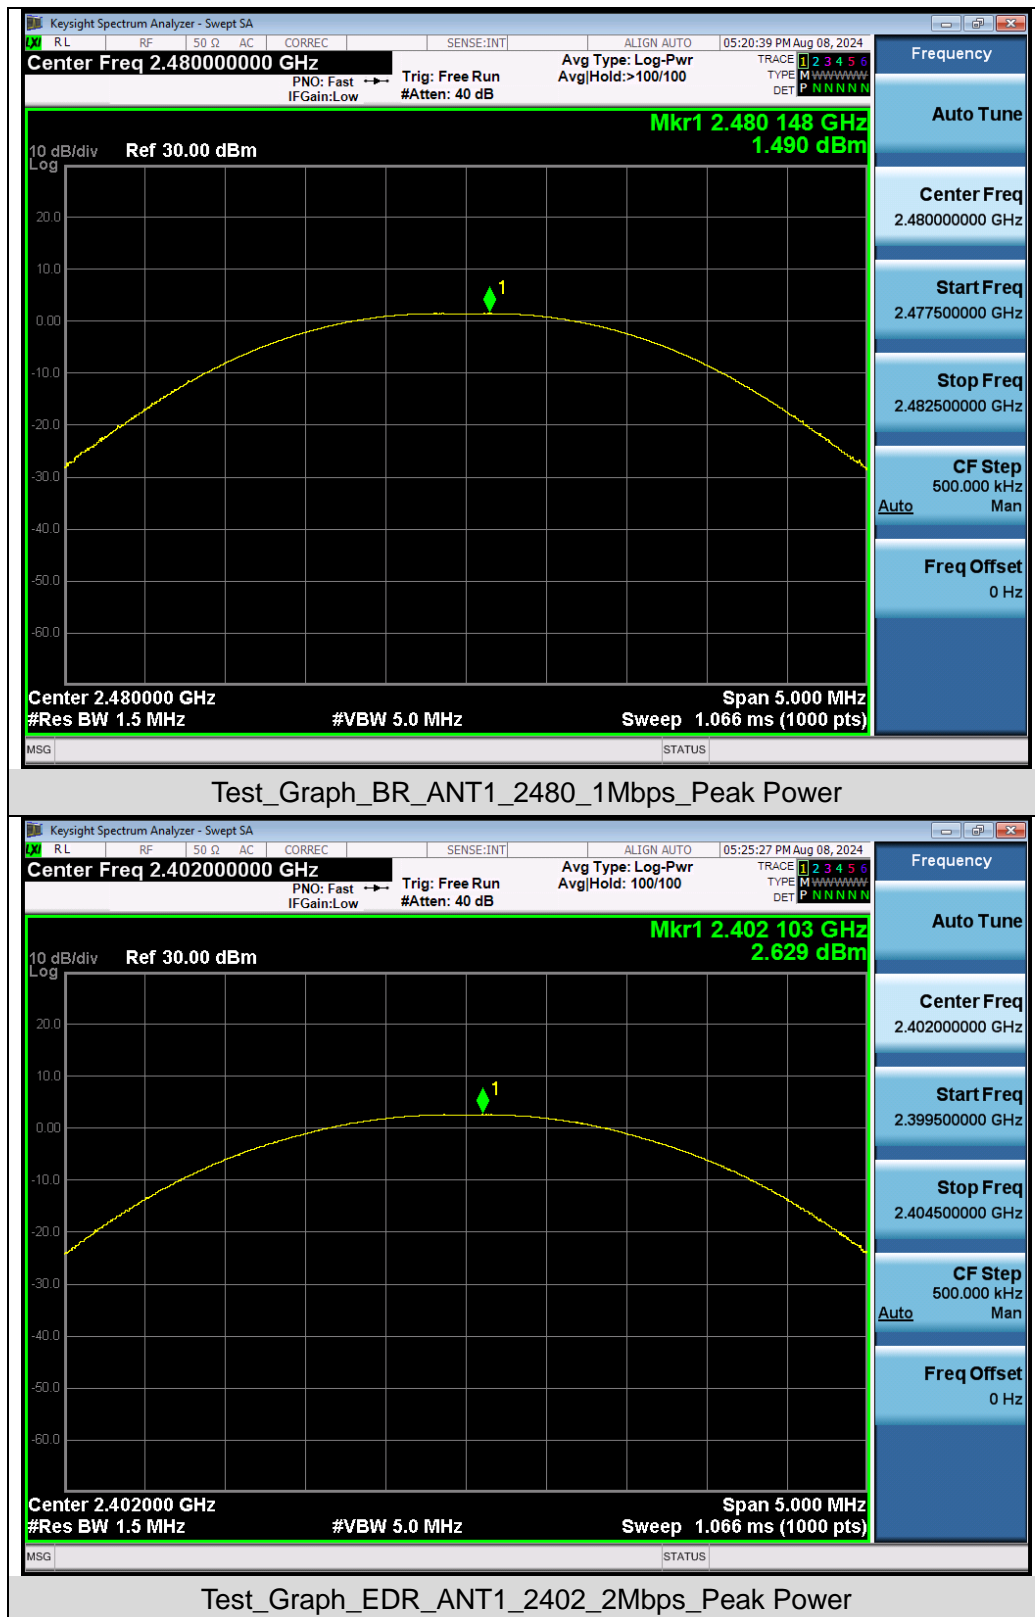 Keysight Spectrum Analyzer - Swept SA
LXI RL RF 50 Ω AC CORREC SENSE:INT ALIGN AUTO 05:20:39 PM Aug 08, 2024
Center Freq 2.480000000 GHz
PNO: Fast
IFGain:Low
Trig: Free Run
#Atten: 40 dB
Avg Type: Log-Pwr
Avg|Hold:>100/100
TRACE 1 2 3 4 5 6
TYPE M WWWWW
DET P N N N N N
Mkr1 2.480 148 GHz
1.490 dBm
10 dB/div Ref 30.00 dBm
Log
20.0
10.0
1
0.00
-10.0
-20.0
-30.0
-40.0
-50.0
-60.0
Center 2.480000 GHz Span 5.000 MHz
#Res BW 1.5 MHz #VBW 5.0 MHz Sweep 1.066 ms (1000 pts)
MSG STATUS
Frequency
Auto Tune
Center Freq
2.480000000 GHz
Start Freq
2.477500000 GHz
Stop Freq
2.482500000 GHz
CF Step
500.000 kHz
Auto Man
Freq Offset
0 Hz
Test_Graph_BR_ANT1_2480_1Mbps_Peak Power
Keysight Spectrum Analyzer - Swept SA
LXI RL RF 50 Ω AC CORREC SENSE:INT ALIGN AUTO 05:25:27 PM Aug 08, 2024
Center Freq 2.402000000 GHz
PNO: Fast
IFGain:Low
Trig: Free Run
#Atten: 40 dB
Avg Type: Log-Pwr
Avg|Hold: 100/100
TRACE 1 2 3 4 5 6
TYPE M WWWWW
DET P N N N N N
Mkr1 2.402 103 GHz
2.629 dBm
10 dB/div Ref 30.00 dBm
Log
20.0
10.0
1
0.00
-10.0
-20.0
-30.0
-40.0
-50.0
-60.0
Center 2.402000 GHz Span 5.000 MHz
#Res BW 1.5 MHz #VBW 5.0 MHz Sweep 1.066 ms (1000 pts)
MSG STATUS
Frequency
Auto Tune
Center Freq
2.402000000 GHz
Start Freq
2.399500000 GHz
Stop Freq
2.404500000 GHz
CF Step
500.000 kHz
Auto Man
Freq Offset
0 Hz
Test_Graph_EDR_ANT1_2402_2Mbps_Peak Power